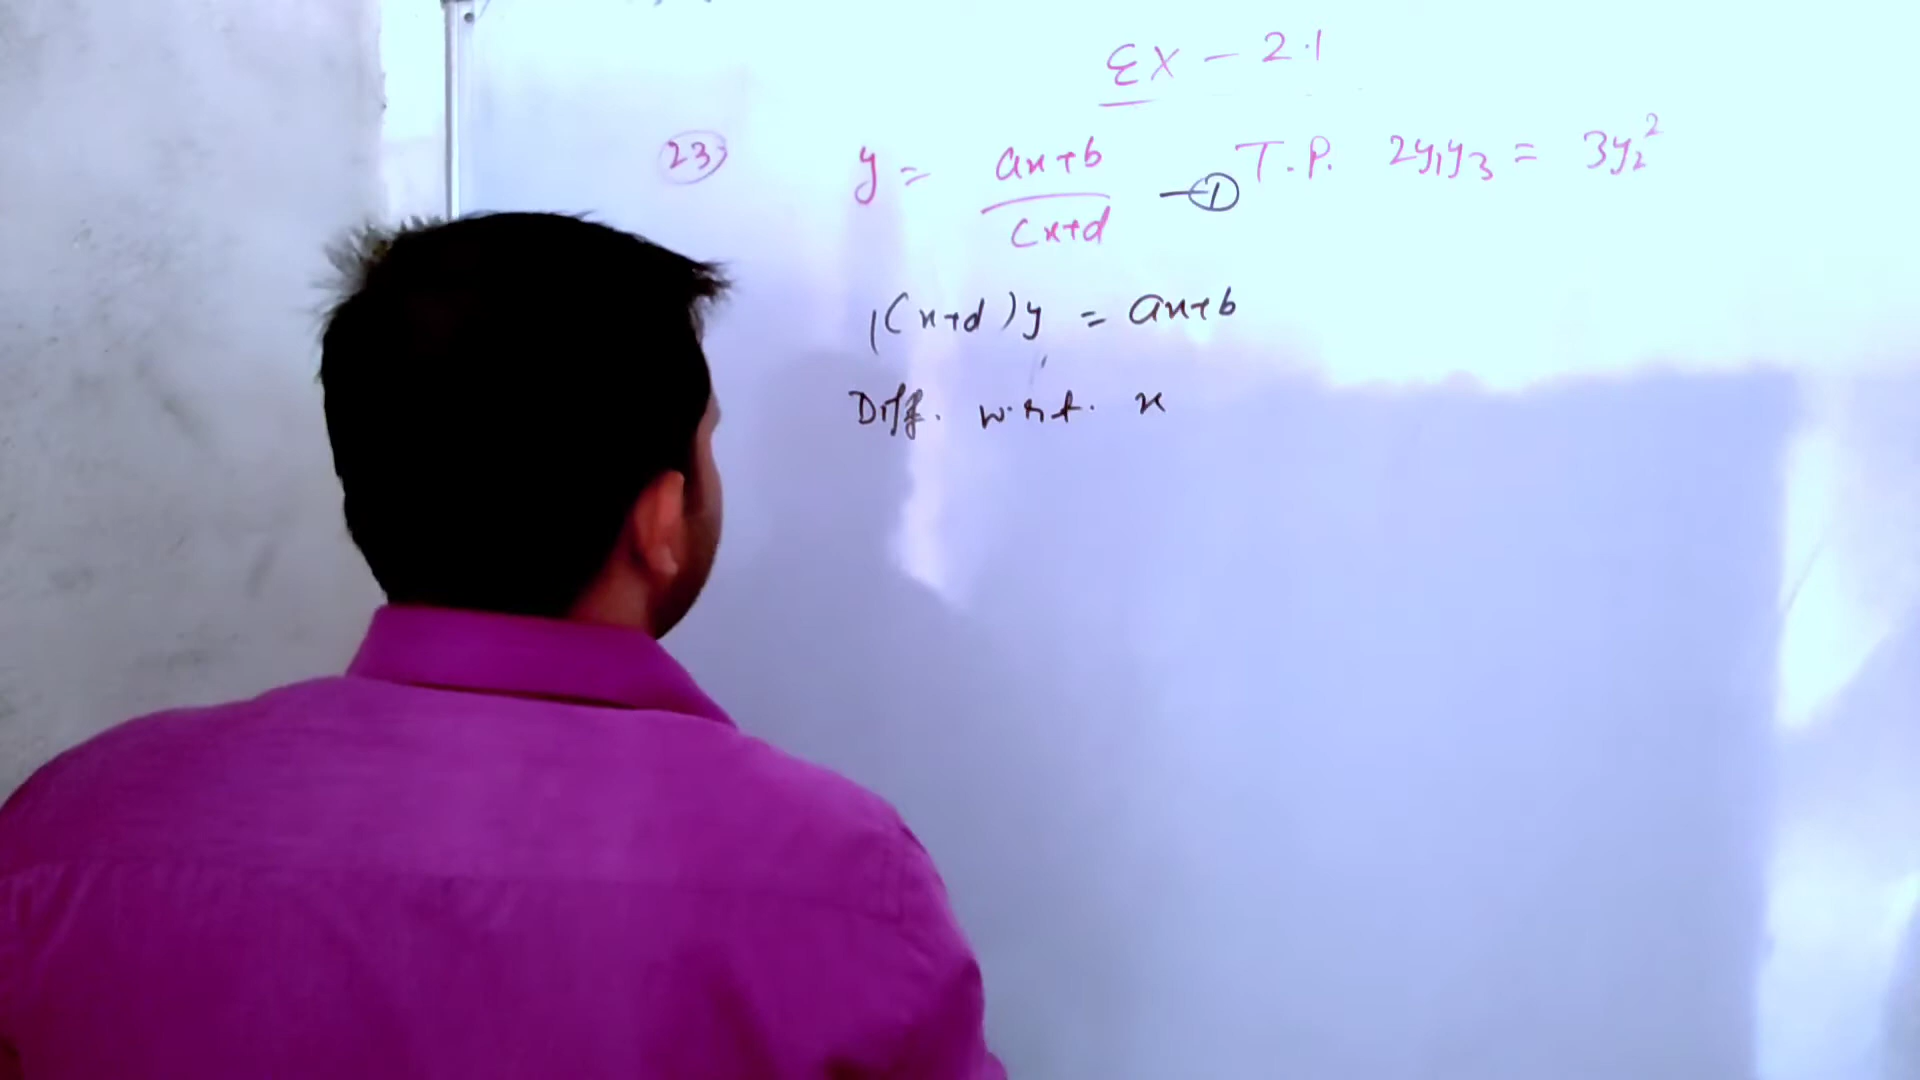 Ex - 2.1
23) y = ax+b / cx+d —① T.P. 2y₁y₃ = 3y₂²
(cx+d)y = ax+b
Diff. w.r.t. x